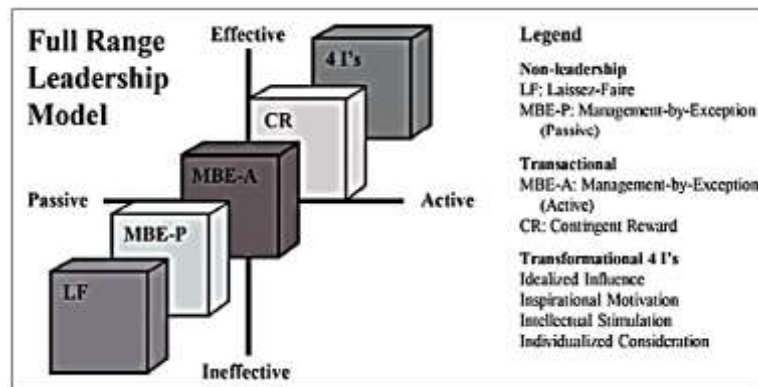 Full Range
Leadership
Model
Effective
4 I's
CR
MBE-A
Passive
Active
MBE-P
LF
Ineffective
Legend
Non-leadership
LF: Laissez-Faire
MBE-P: Management-by-Exception
(Passive)
Transactional
MBE-A: Management-by-Exception
(Active)
CR: Contingent Reward
Transformational 4 I's
Idealized Influence
Inspirational Motivation
Intellectual Stimulation
Individualized Consideration